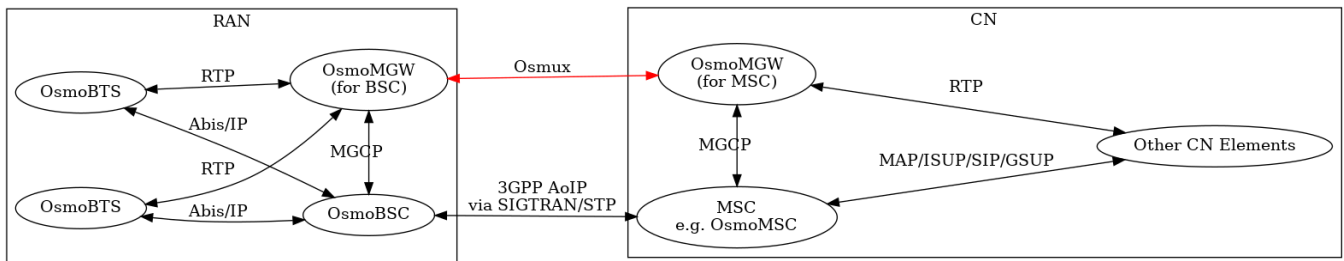 RAN
CN
OsmoBTS
RTP
OsmoMGW
(for BSC)
Osmux
OsmoMGW
(for MSC)
RTP
Abis/IP
MGCP
MGCP
Other CN Elements
RTP
MAP/ISUP/SIP/GSUP
OsmoBTS
Abis/IP
OsmoBSC
3GPP AoIP
via SIGTRAN/STP
MSC
e.g. OsmoMSC